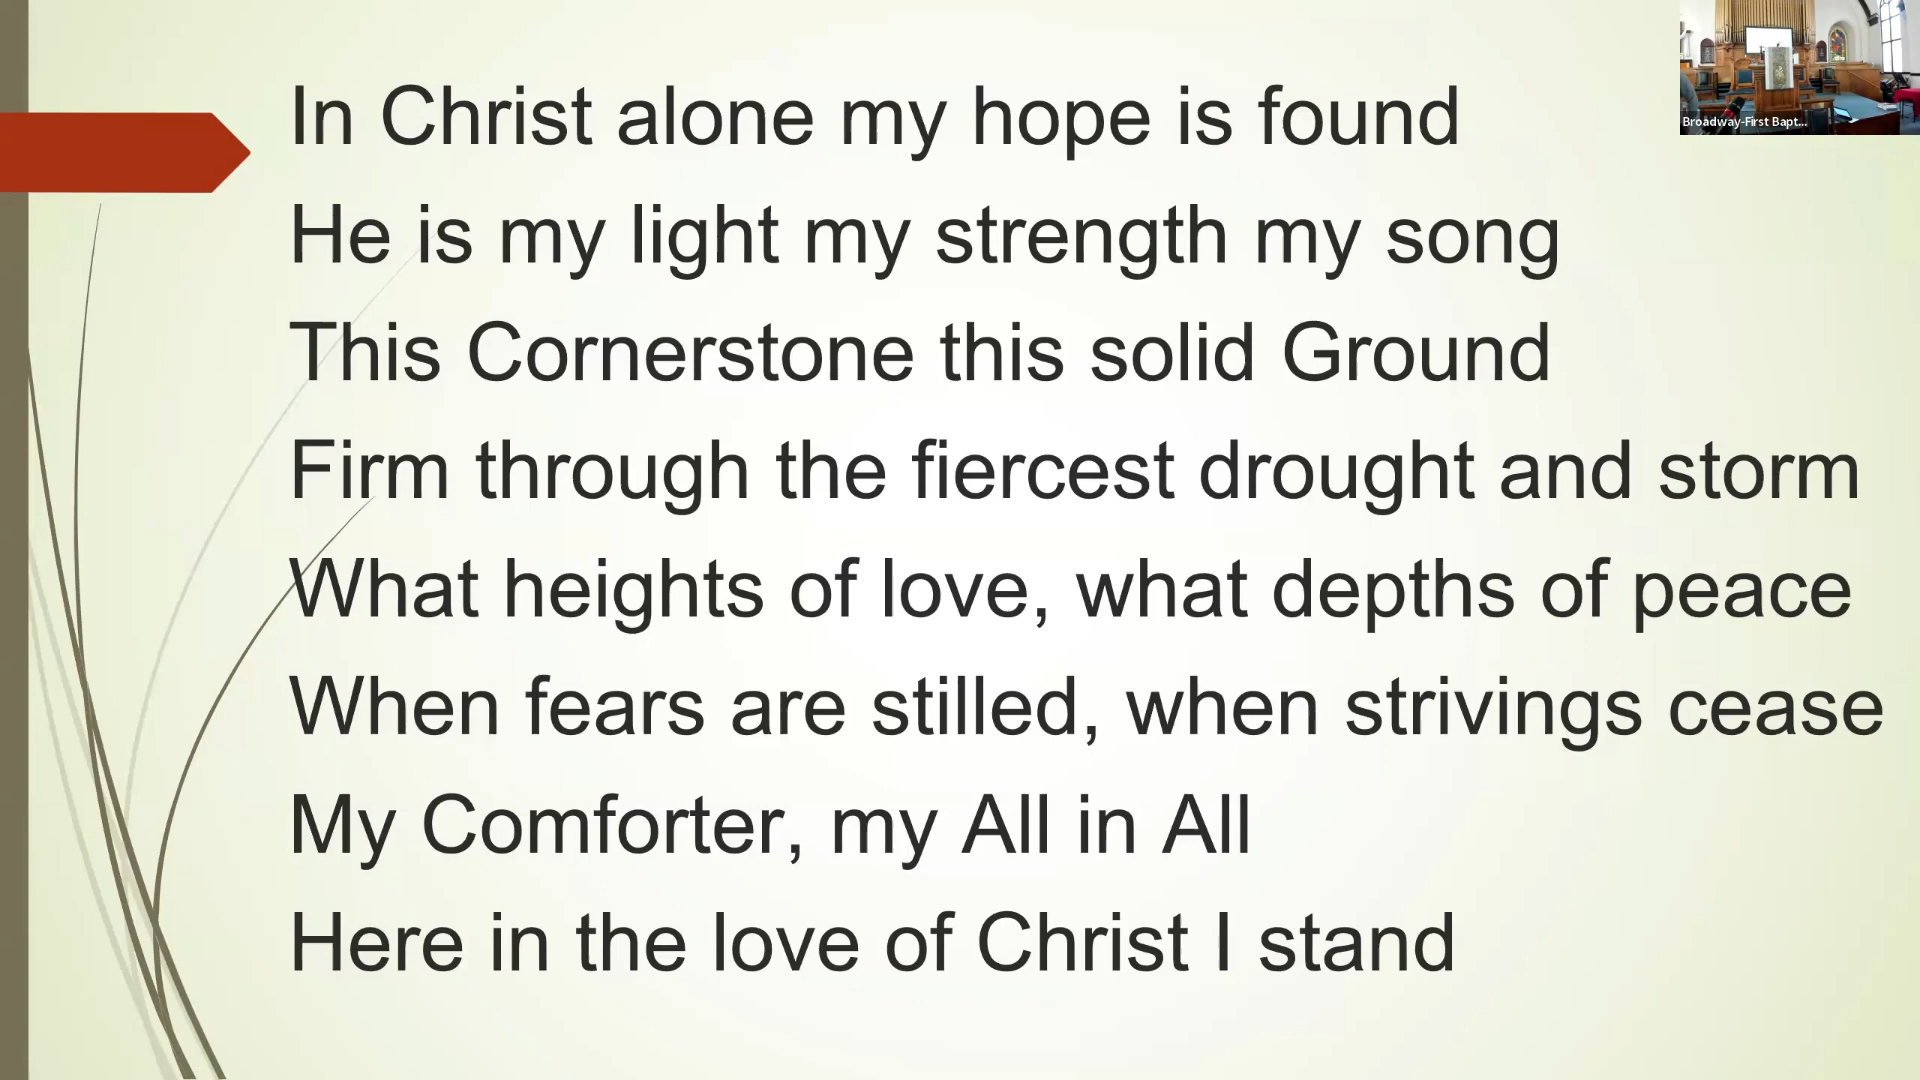 In Christ alone my hope is found
He is my light my strength my song
This Cornerstone this solid Ground
Firm through the fiercest drought and storm
What heights of love, what depths of peace
When fears are stilled, when strivings cease
My Comforter, my All in All
Here in the love of Christ I stand
Broadway-First Bapt...